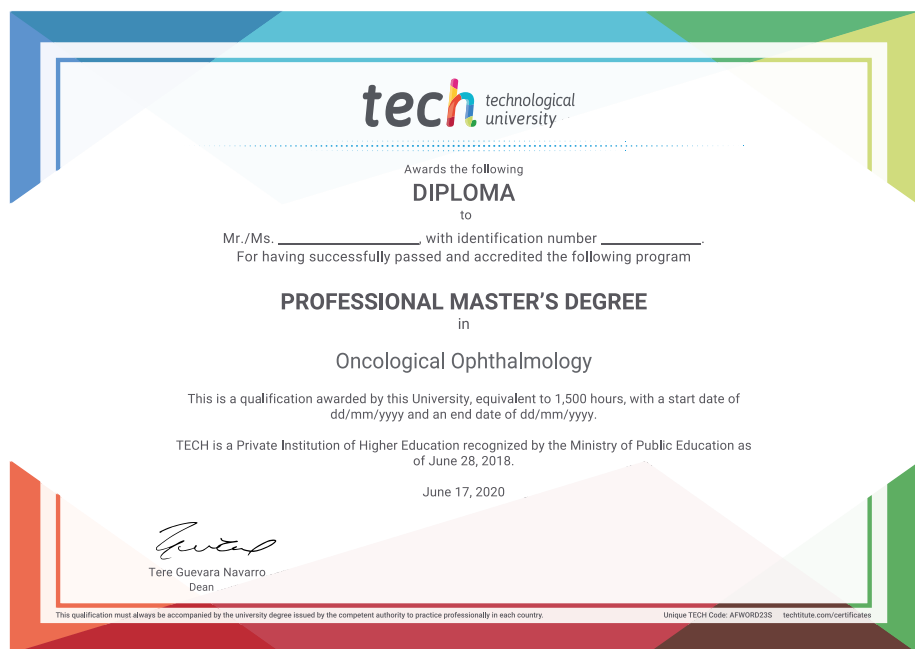 tech technological
university
Awards the following
DIPLOMA
to
Mr./Ms. ____________, with identification number ____________.
For having successfully passed and accredited the following program
PROFESSIONAL MASTER'S DEGREE
in
Oncological Ophthalmology
This is a qualification awarded by this University, equivalent to 1,500 hours, with a start date of
dd/mm/yyyy and an end date of dd/mm/yyyy.
TECH is a Private Institution of Higher Education recognized by the Ministry of Public Education as
of June 28, 2018.
June 17, 2020
Tere Guevara Navarro
Dean
This qualification must always be accompanied by the university degree issued by the competent authority to practice professionally in each country. Unique TECH Code: AFWORD23S techtitute.com/certificates